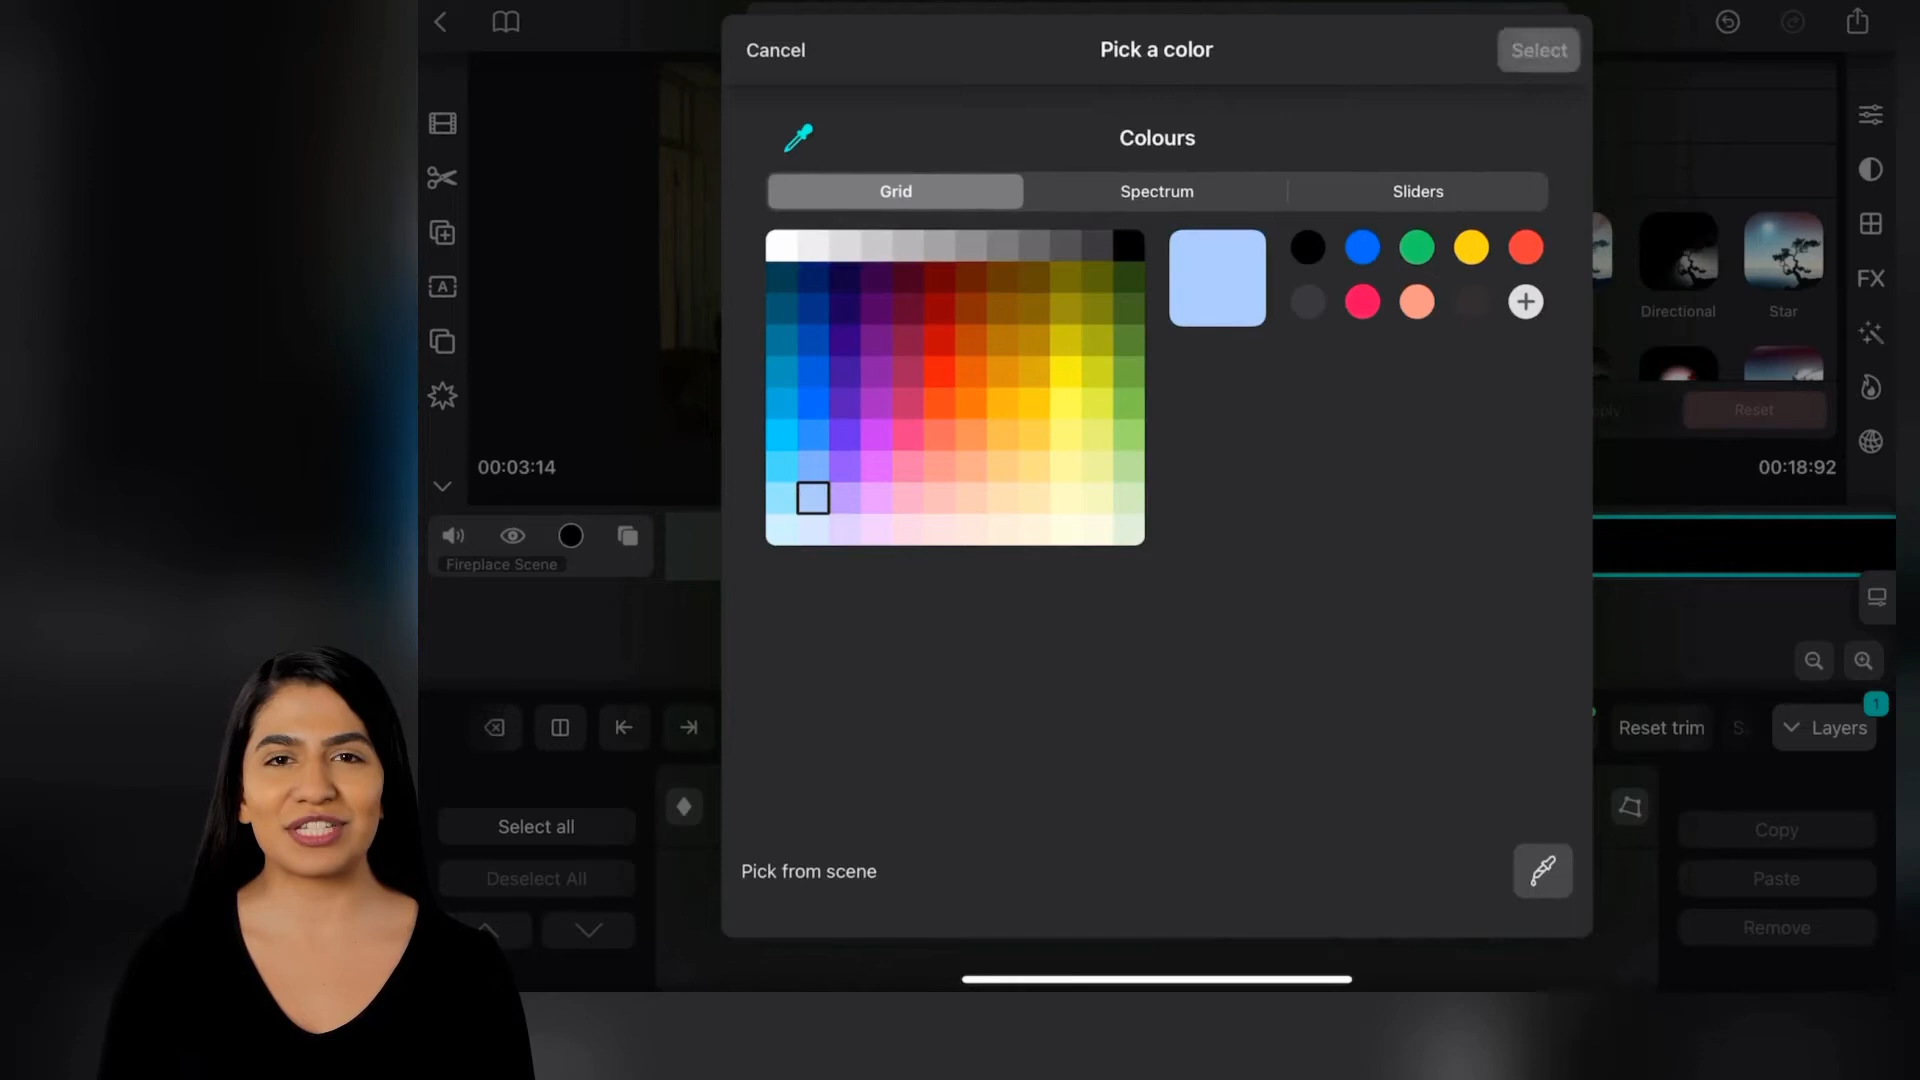 Cancel
Pick a color
Select
Colours
Grid
Spectrum
Sliders
FX
Directional
Star
Reset
00:03:14
00:18:92
Fireplace Scene
1
Reset trim
Layers
Select all
Deselect All
Copy
Paste
Remove
Pick from scene
A